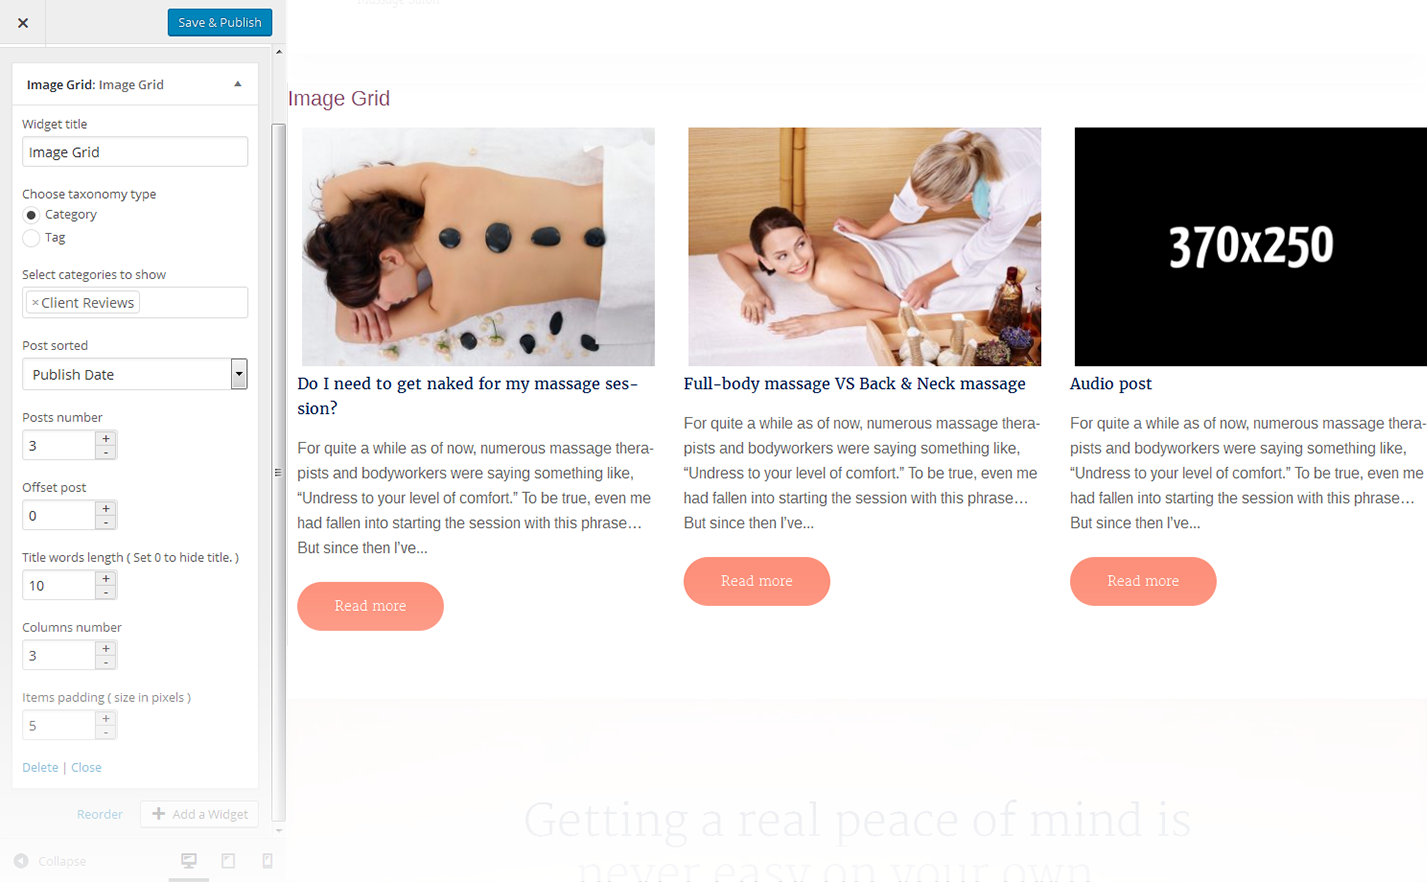 ×
Save & Publish
Image Grid: Image Grid
Widget title
Image Grid
Choose taxonomy type
Category
Tag
Select categories to show
× Client Reviews
Post sorted
Publish Date
Posts number
3
+
-
Offset post
0
+
-
Title words length ( Set 0 to hide title. )
10
+
-
Columns number
3
+
-
Items padding ( size in pixels )
5
+
-
Delete | Close
Reorder
+ Add a Widget
Collapse
Massage Salon
Image Grid
Do I need to get naked for my massage ses-
sion?
For quite a while as of now, numerous massage thera-
pists and bodyworkers were saying something like,
“Undress to your level of comfort.” To be true, even me
had fallen into starting the session with this phrase…
But since then I’ve...
Read more
Full-body massage VS Back & Neck massage
For quite a while as of now, numerous massage thera-
pists and bodyworkers were saying something like,
“Undress to your level of comfort.” To be true, even me
had fallen into starting the session with this phrase…
But since then I’ve...
Read more
370x250
Audio post
For quite a while as of now, numerous massage thera-
pists and bodyworkers were saying something like,
“Undress to your level of comfort.” To be true, even me
had fallen into starting the session with this phrase…
But since then I’ve...
Read more
Getting a real peace of mind is
never easy on your own